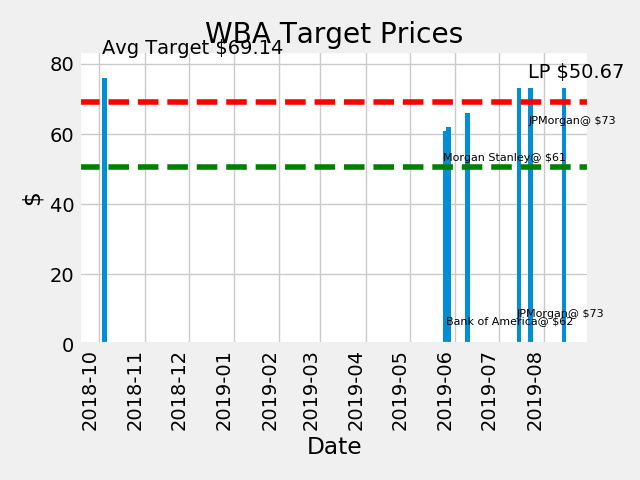 WBA Target Prices
Avg Target $69.14
LP $50.67
JPMorgan@ $73
Morgan Stanley@ $61
JPMorgan@ $73
Bank of America@ $62
$
80
60
40
20
0
2018-10
2018-11
2018-12
2019-01
2019-02
2019-03
2019-04
2019-05
2019-06
2019-07
2019-08
Date